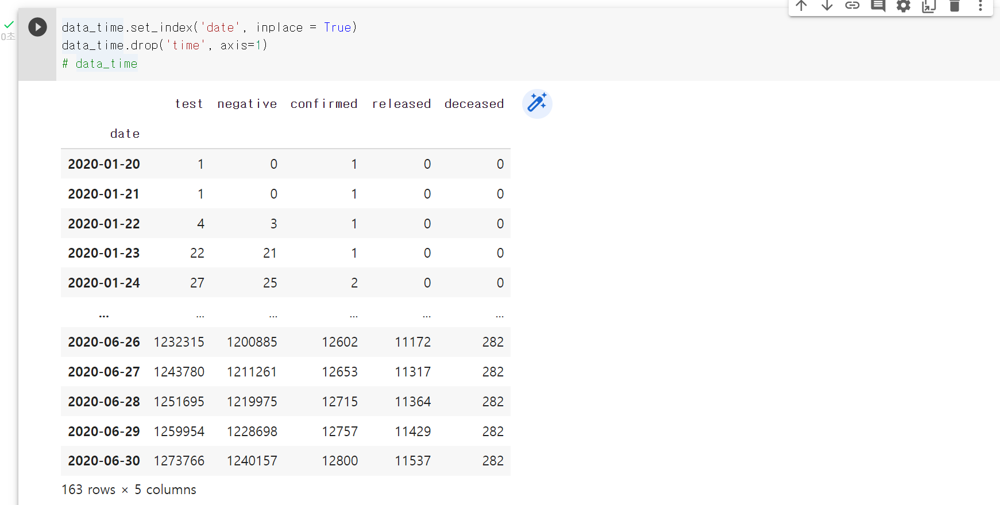 data_time.set_index('date', inplace = True)
0초
data_time.drop('time', axis=1)
# data_time
test negative confirmed released deceased
date
2020-01-20 1 0 1 0 0
2020-01-21 1 0 1 0 0
2020-01-22 4 3 1 0 0
2020-01-23 22 21 1 0 0
2020-01-24 27 25 2 0 0
... ... ... ... ... ...
2020-06-26 1232315 1200885 12602 11172 282
2020-06-27 1243780 1211261 12653 11317 282
2020-06-28 1251695 1219975 12715 11364 282
2020-06-29 1259954 1228698 12757 11429 282
2020-06-30 1273766 1240157 12800 11537 282
163 rows × 5 columns